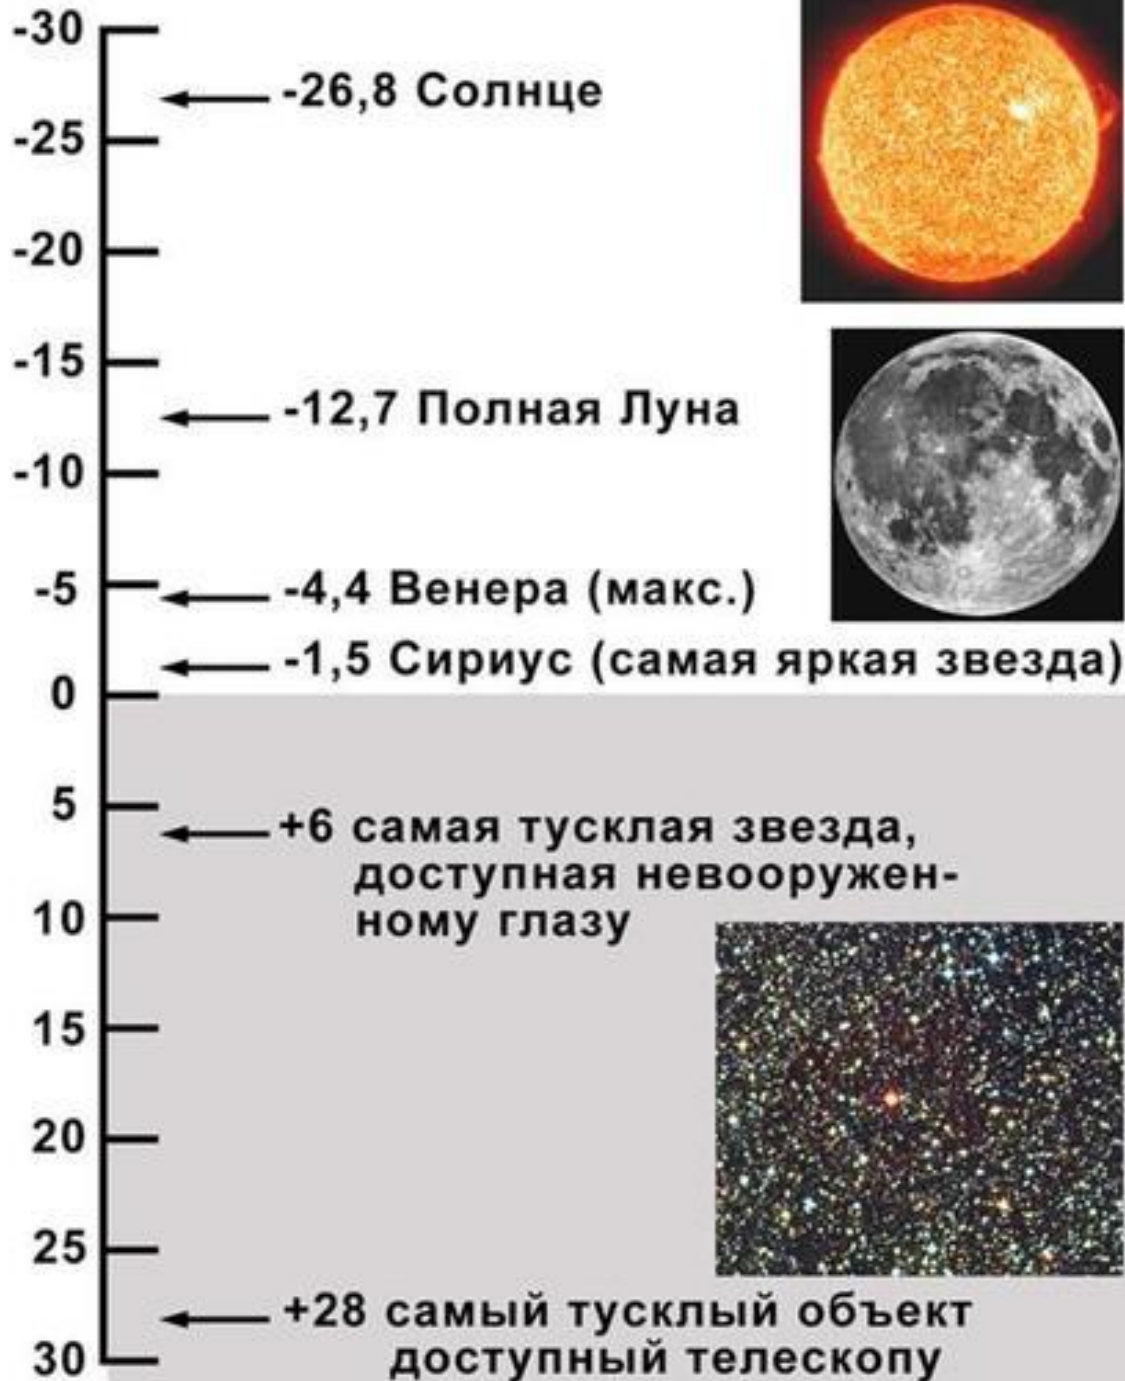 -30
-26,8 Солнце
-25
-20
-15
-12,7 Полная Луна
-10
-5
-4,4 Венера (макс.)
-1,5 Сириус (самая яркая звезда)
0
5
+6 самая тусклая звезда,
доступная невооружен-
ному глазу
10
15
20
25
+28 самый тусклый объект
доступный телескопу
30